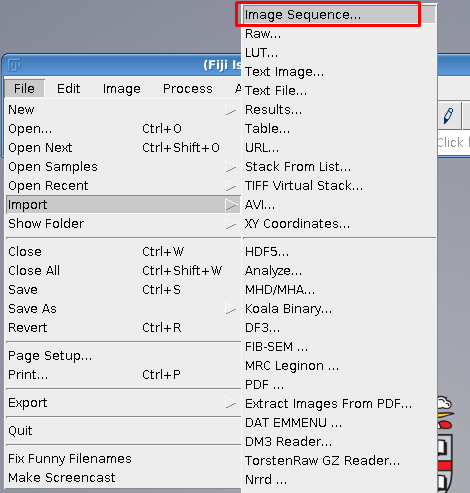 (Fiji Is
File Edit Image Process A
New
Open... Ctrl+O
Open Next Ctrl+Shift+O
Open Samples
Open Recent
Import
Show Folder
Close Ctrl+W
Close All Ctrl+Shift+W
Save Ctrl+S
Save As
Revert Ctrl+R
Page Setup...
Print... Ctrl+P
Export
Quit
Fix Funny Filenames
Make Screencast
Image Sequence...
Raw...
LUT...
Text Image...
Text File...
Results...
Table...
URL...
Stack From List...
TIFF Virtual Stack...
AVI...
XY Coordinates...
HDF5...
Analyze...
MHD/MHA...
Koala Binary...
DF3...
FIB-SEM ...
MRC Leginon ...
PDF ...
Extract Images From PDF...
DAT EMMENU ...
DM3 Reader...
TorstenRaw GZ Reader...
Nrrd ...
Click